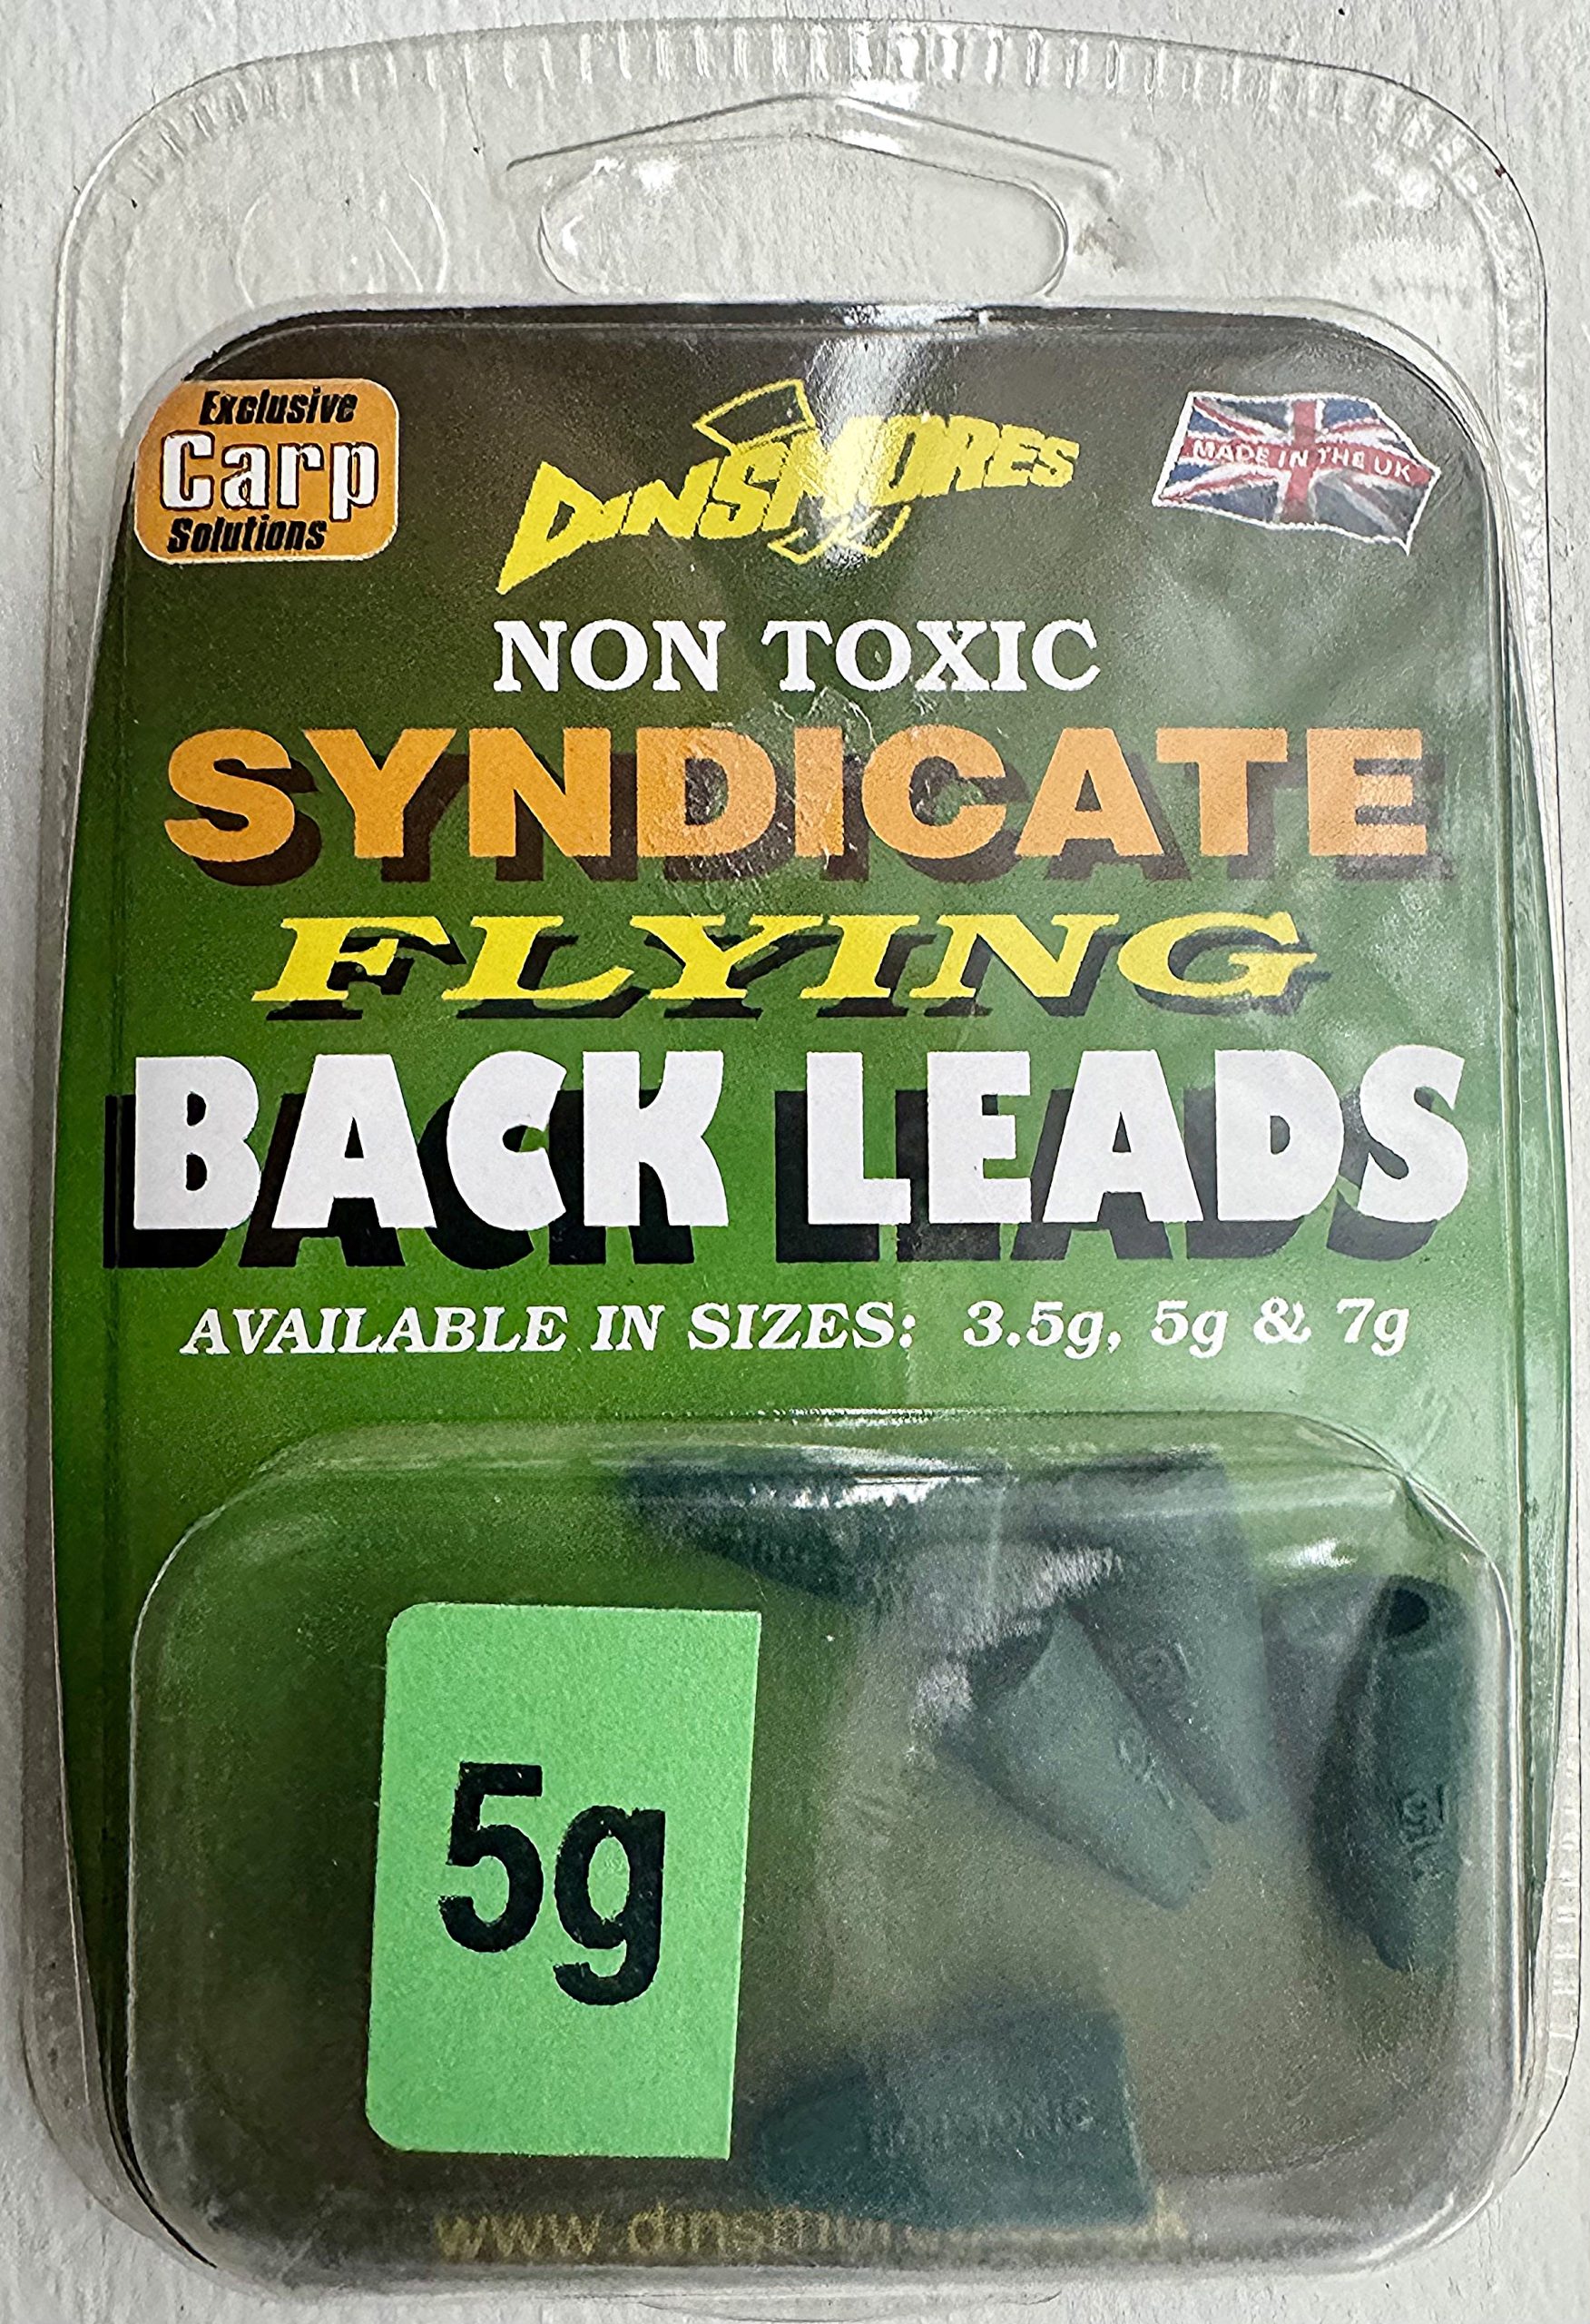 Exclusive
Carp
Solutions
DINSMORES
MADE IN THE UK
NON TOXIC
SYNDICATE
FLYING
BACK LEADS
AVAILABLE IN SIZES: 3.5g, 5g & 7g
5g